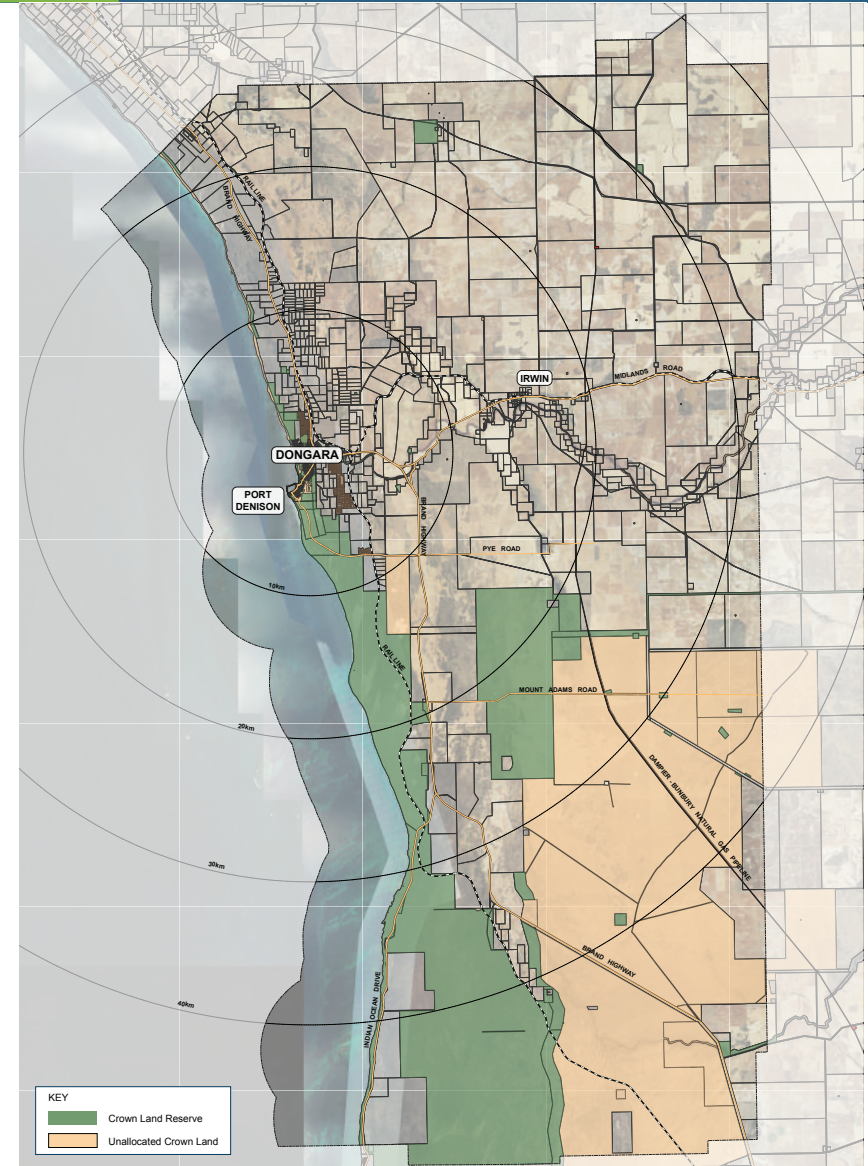 RAIL LINE
BRAND
HIGHWAY
IRWIN
MIDLANDS ROAD
DONGARA
PORT
DENISON
BRAND HIGHWAY
PYE ROAD
10km
RAIL LINE
MOUNT ADAMS ROAD
20km
DAMPIER - BUNBURY NATURAL GAS PIPELINE
30km
BRAND HIGHWAY
INDIAN OCEAN DRIVE
40km
KEY
Crown Land Reserve
Unallocated Crown Land